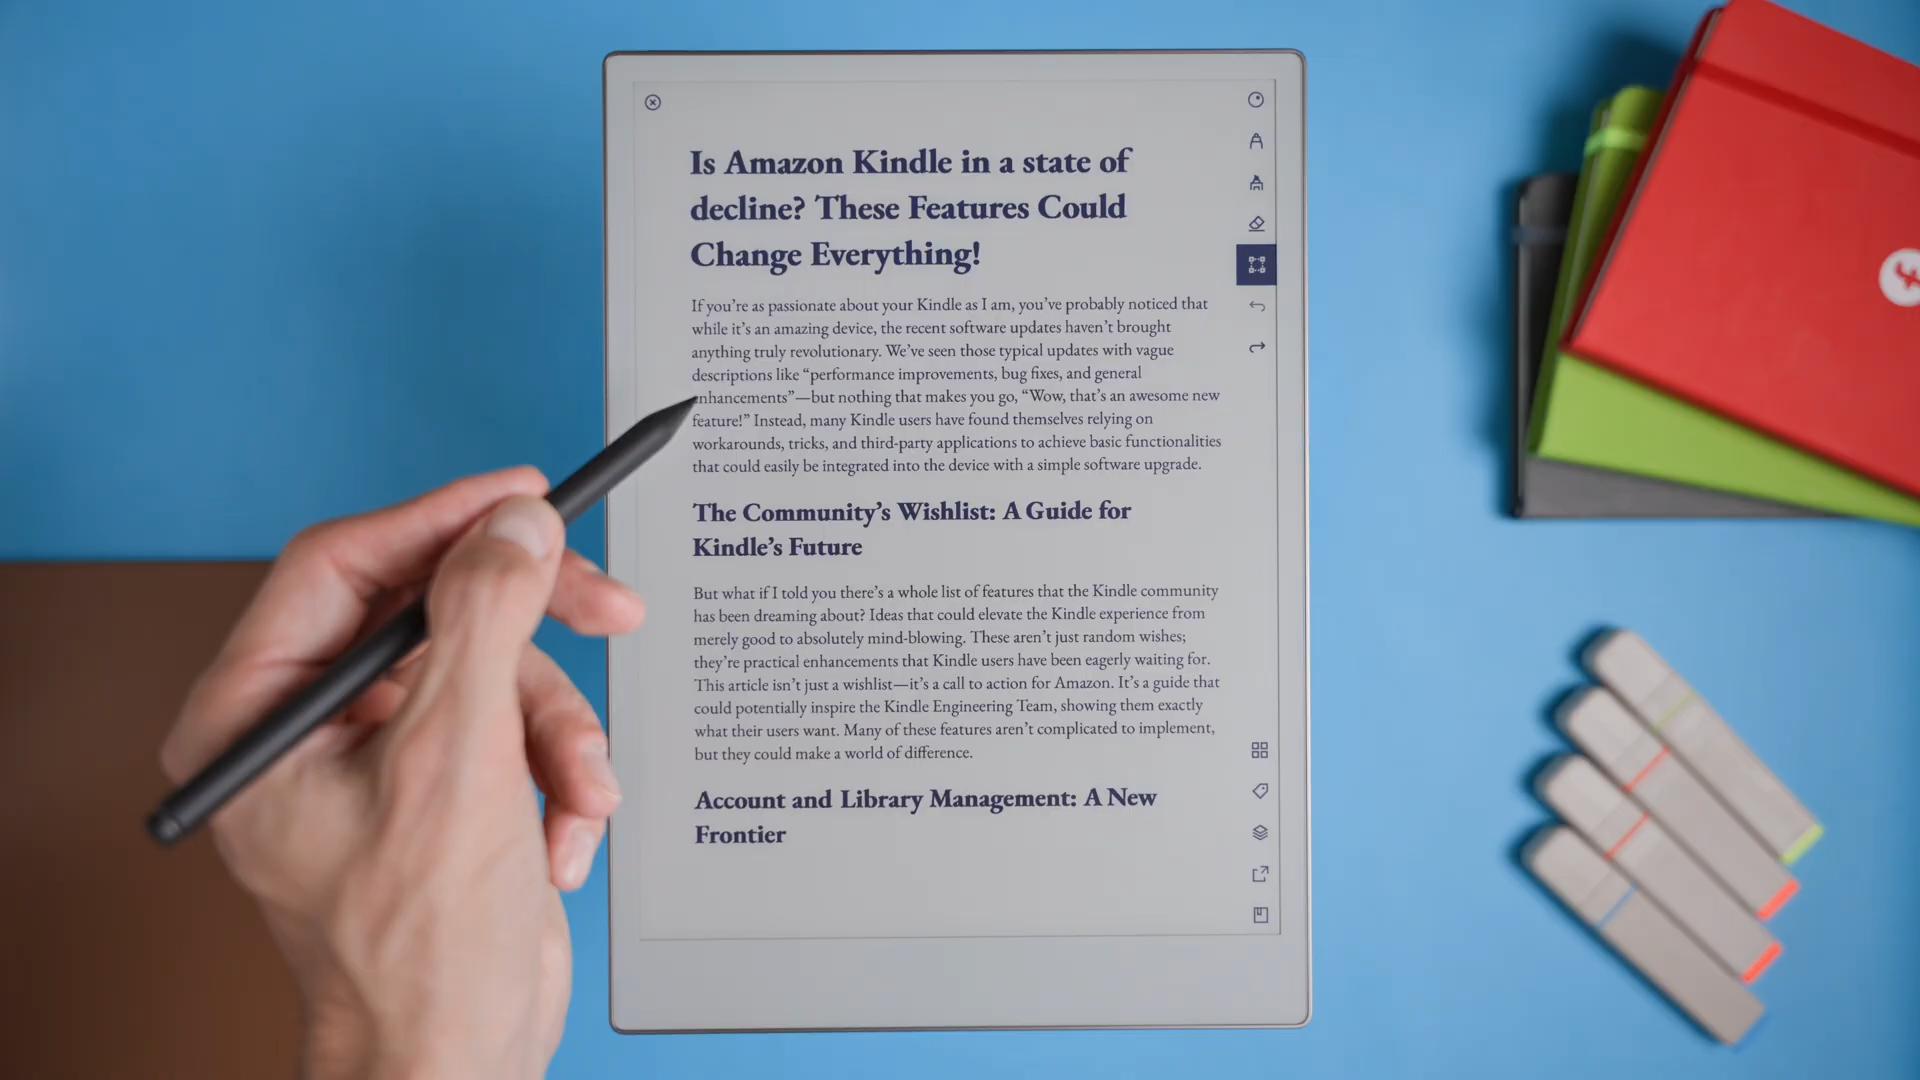 Is Amazon Kindle in a state of
decline? These Features Could
Change Everything!
If you’re as passionate about your Kindle as I am, you’ve probably noticed that
while it’s an amazing device, the recent software updates haven’t brought
anything truly revolutionary. We’ve seen those typical updates with vague
descriptions like “performance improvements, bug fixes, and general
enhancements”—but nothing that makes you go, “Wow, that’s an awesome new
feature!” Instead, many Kindle users have found themselves relying on
workarounds, tricks, and third-party applications to achieve basic functionalities
that could easily be integrated into the device with a simple software upgrade.
The Community’s Wishlist: A Guide for
Kindle’s Future
But what if I told you there’s a whole list of features that the Kindle community
has been dreaming about? Ideas that could elevate the Kindle experience from
merely good to absolutely mind-blowing. These aren’t just random wishes;
they’re practical enhancements that Kindle users have been eagerly waiting for.
This article isn’t just a wishlist—it’s a call to action for Amazon. It’s a guide that
could potentially inspire the Kindle Engineering Team, showing them exactly
what their users want. Many of these features aren’t complicated to implement,
but they could make a world of difference.
Account and Library Management: A New
Frontier